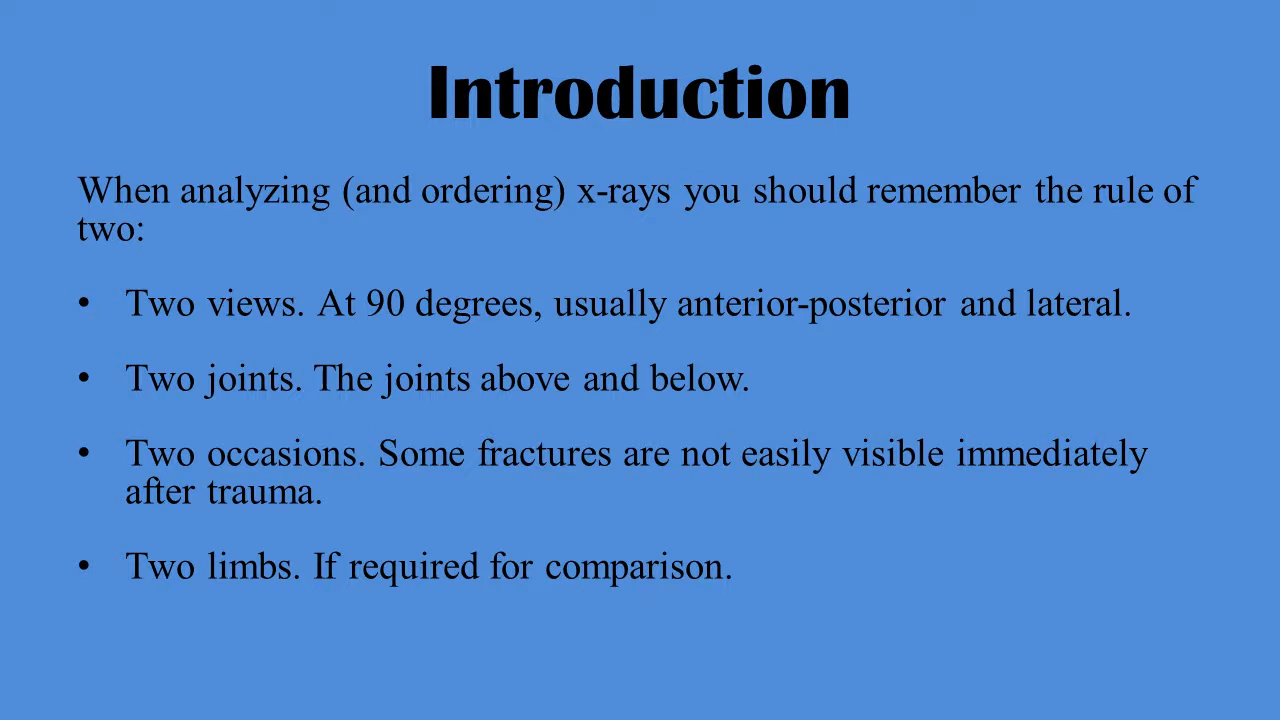 Introduction
When analyzing (and ordering) x-rays you should remember the rule of
two:
• Two views. At 90 degrees, usually anterior-posterior and lateral.
• Two joints. The joints above and below.
• Two occasions. Some fractures are not easily visible immediately
after trauma.
• Two limbs. If required for comparison.